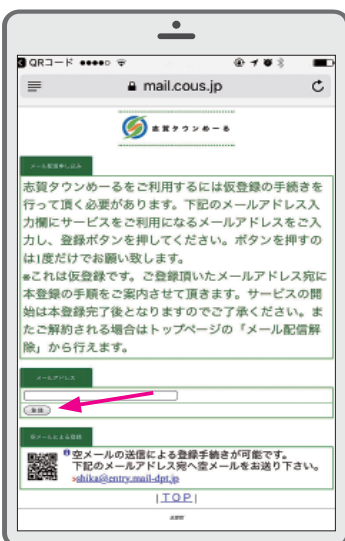 QRコード
mail.cous.jp
志賀タウンめーる
メール配信申し込み
志賀タウンめーるをご利用するには仮登録の手続きを
行って頂く必要があります。下記のメールアドレス入
力欄にサービスをご利用になるメールアドレスをご入
力し、登録ボタンを押してください。ボタンを押すの
は1度だけでお願い致します。
※これは仮登録です。ご登録頂いたメールアドレス宛に
本登録の手順をご案内させて頂きます。サービスの開
始は本登録完了後となりますのでご了承ください。ま
たご解約される場合はトップページの「メール配信解
除」から行えます。
メールアドレス
登録
空メールによる登録
空メールの送信による登録手続きが可能です。
下記のメールアドレス宛へ空メールをお送り下さい。
»shika@entry.mail-dpt.jp
|TOP|
志賀町